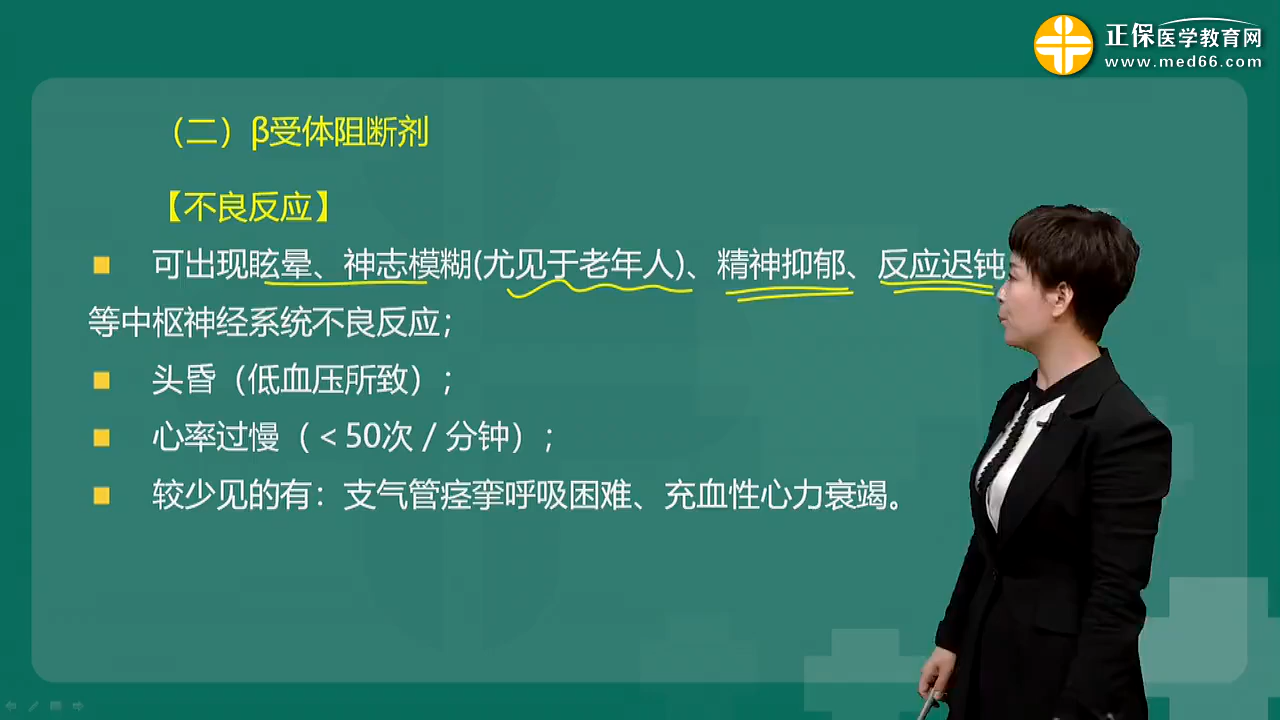 正保医学教育网
www.med66.com
（二）β受体阻断剂
【不良反应】
可出现眩晕、神志模糊(尤见于老年人)、精神抑郁、反应迟钝
等中枢神经系统不良反应；
头昏（低血压所致）；
心率过慢（＜50次／分钟）；
较少见的有：支气管痉挛呼吸困难、充血性心力衰竭。